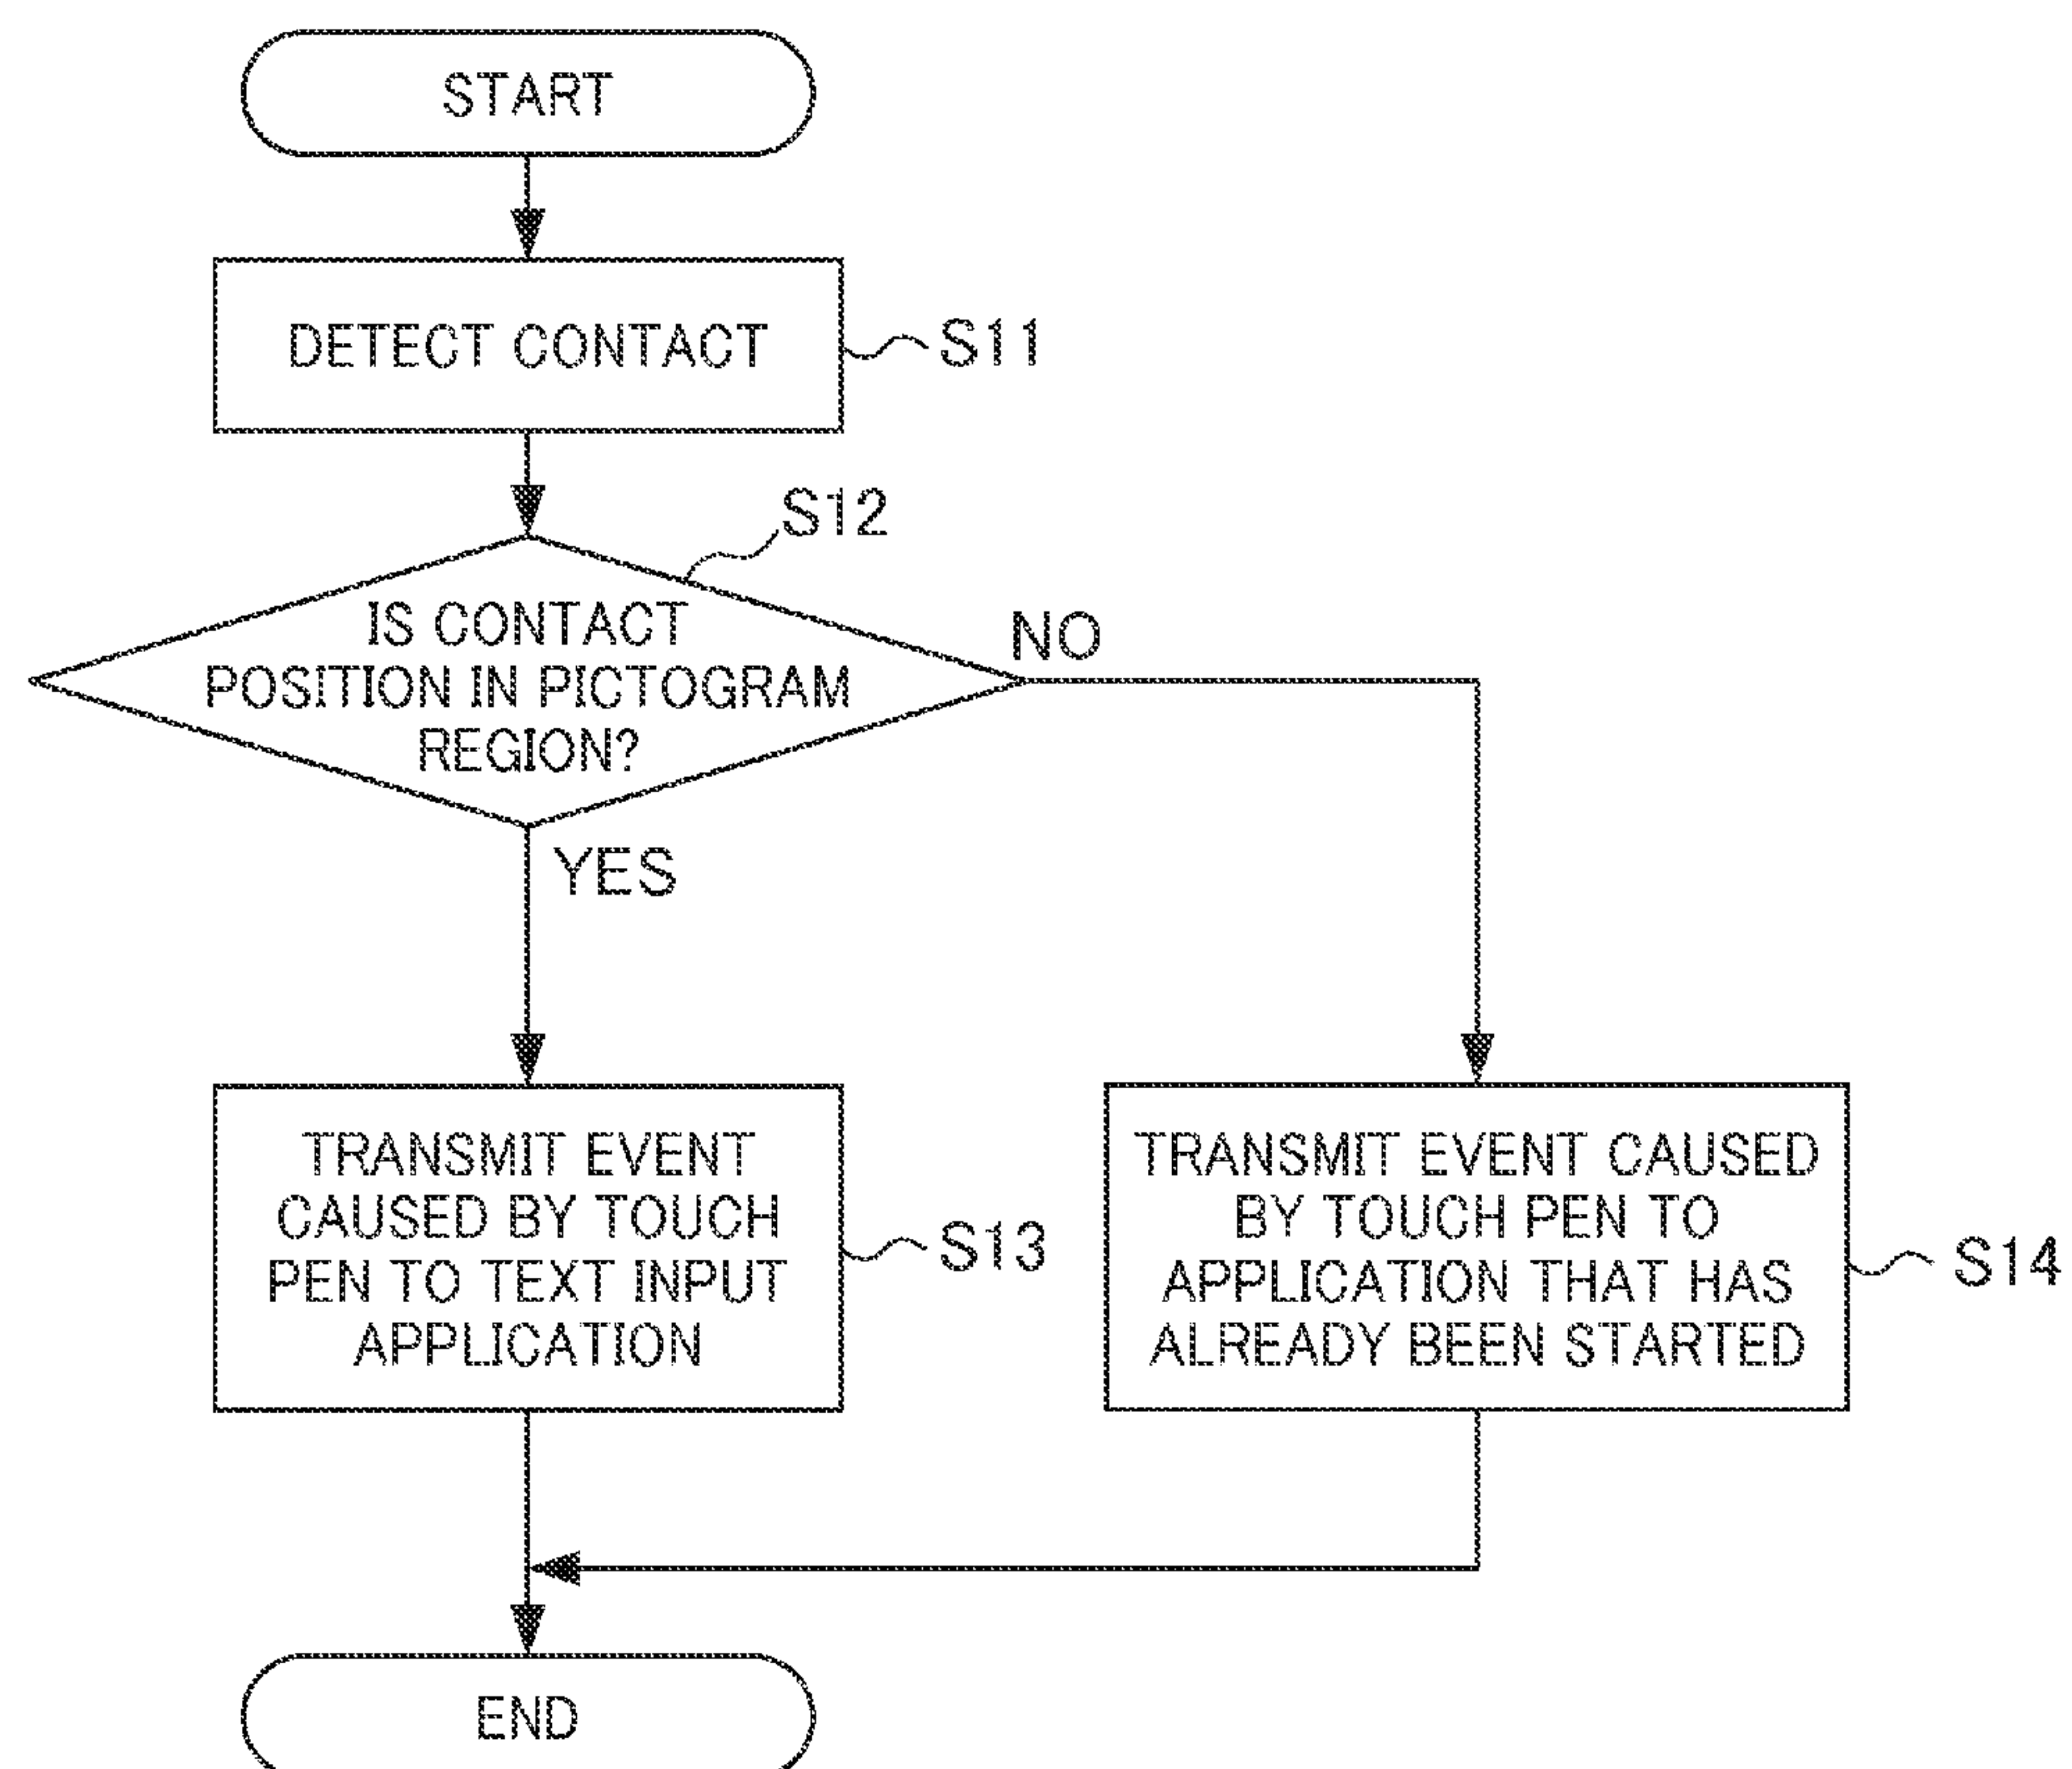 START
DETECT CONTACT
S11
S12
IS CONTACT
POSITION IN PICTOGRAM
REGION?
NO
YES
TRANSMIT EVENT
CAUSED BY TOUCH
PEN TO TEXT INPUT
APPLICATION
S13
TRANSMIT EVENT CAUSED
BY TOUCH PEN TO
APPLICATION THAT HAS
ALREADY BEEN STARTED
S14
END